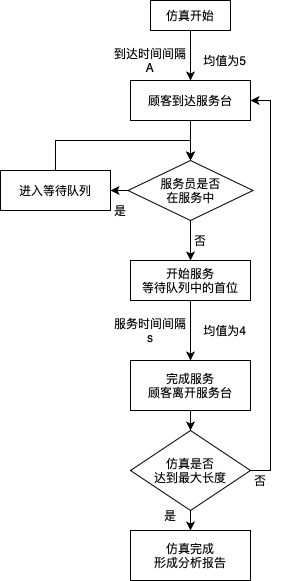 仿真开始
到达时间间隔
A
均值为5
顾客到达服务台
进入等待队列
服务员是否
在服务中
是
否
开始服务
等待队列中的首位
服务时间间隔
s
均值为4
完成服务
顾客离开服务台
仿真是否
达到最大长度
否
是
仿真完成
形成分析报告